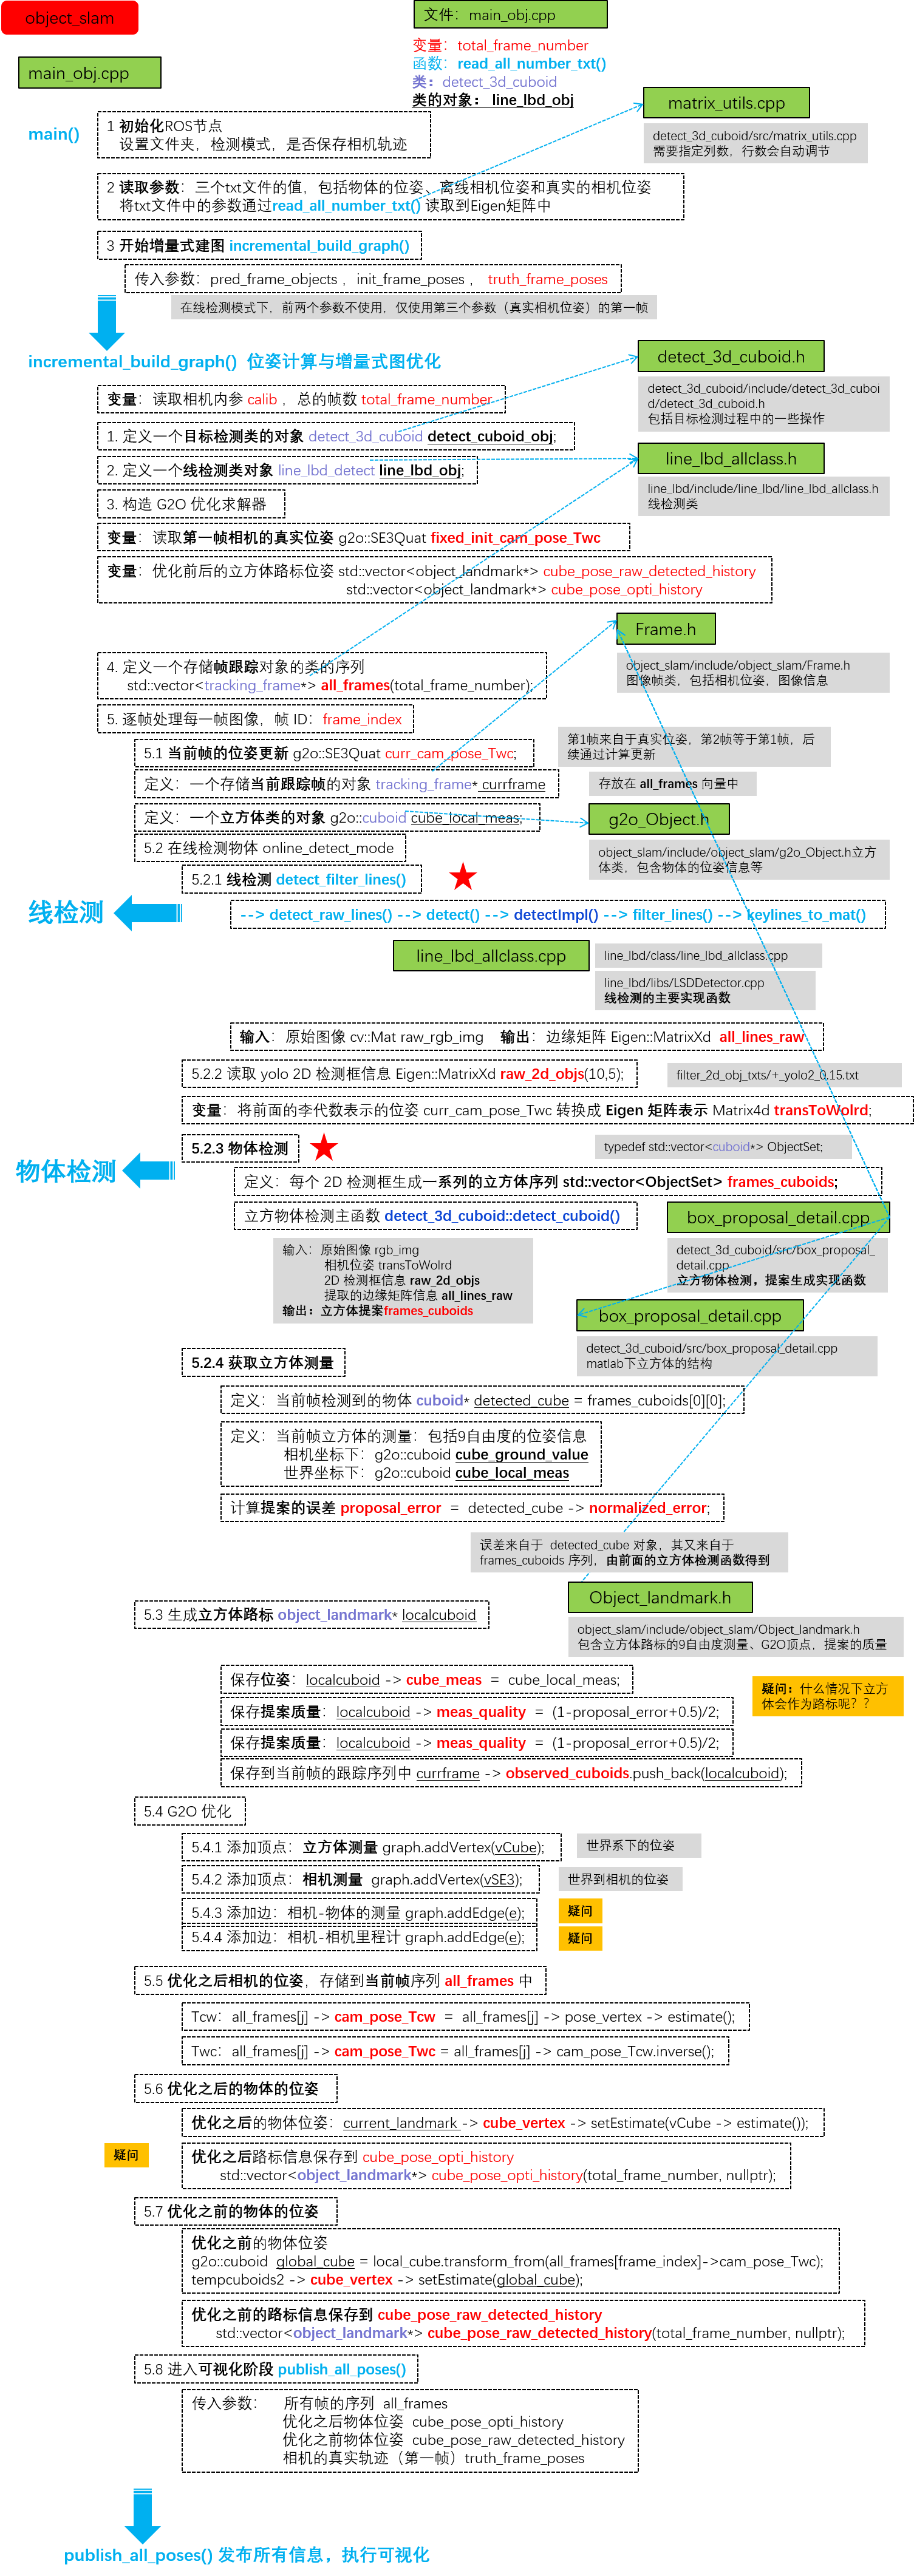 object_slam
文件：main_obj.cpp
变量：total_frame_number
函数：read_all_number_txt()
类：detect_3d_cuboid
类的对象： line_lbd_obj
main_obj.cpp
matrix_utils.cpp
detect_3d_cuboid/src/matrix_utils.cpp
需要指定列数，行数会自动调节
main()
1 初始化ROS节点
设置文件夹，检测模式，是否保存相机轨迹
2 读取参数：三个txt文件的值，包括物体的位姿、离线相机位姿和真实的相机位姿
将txt文件中的参数通过read_all_number_txt() 读取到Eigen矩阵中
3 开始增量式建图 incremental_build_graph()
传入参数：pred_frame_objects ，init_frame_poses ， truth_frame_poses
在线检测模式下，前两个参数不使用，仅使用第三个参数（真实相机位姿）的第一帧
incremental_build_graph() 位姿计算与增量式图优化
detect_3d_cuboid.h
detect_3d_cuboid/include/detect_3d_cuboi
d/detect_3d_cuboid.h
包括目标检测过程中的一些操作
变量：读取相机内参 calib ，总的帧数 total_frame_number
1. 定义一个目标检测类的对象 detect_3d_cuboid detect_cuboid_obj;
line_lbd_allclass.h
line_lbd/include/line_lbd/line_lbd_allclass.h
线检测类
2. 定义一个线检测类对象 line_lbd_detect line_lbd_obj;
3. 构造 G2O 优化求解器
变量：读取第一帧相机的真实位姿 g2o::SE3Quat fixed_init_cam_pose_Twc
变量：优化前后的立方体路标位姿 std::vector<object_landmark*> cube_pose_raw_detected_history
std::vector<object_landmark*> cube_pose_opti_history
Frame.h
object_slam/include/object_slam/Frame.h
图像帧类，包括相机位姿，图像信息
4. 定义一个存储帧跟踪对象的类的序列
std::vector<tracking_frame*> all_frames(total_frame_number);
5. 逐帧处理每一帧图像，帧 ID：frame_index
5.1 当前帧的位姿更新 g2o::SE3Quat curr_cam_pose_Twc;
第1帧来自于真实位姿，第2帧等于第1帧，后
续通过计算更新
定义：一个存储当前跟踪帧的对象 tracking_frame* currframe
存放在 all_frames 向量中
定义：一个立方体类的对象 g2o::cuboid cube_local_meas;
g2o_Object.h
object_slam/include/object_slam/g2o_Object.h立方
体类，包含物体的位姿信息等
5.2 在线检测物体 online_detect_mode
5.2.1 线检测 detect_filter_lines()
线检测
--> detect_raw_lines() --> detect() --> detectImpl() --> filter_lines() --> keylines_to_mat()
line_lbd_allclass.cpp
line_lbd/class/line_lbd_allclass.cpp
line_lbd/libs/LSDDetector.cpp
线检测的主要实现函数
输入：原始图像 cv::Mat raw_rgb_img 输出：边缘矩阵 Eigen::MatrixXd all_lines_raw
5.2.2 读取 yolo 2D 检测框信息 Eigen::MatrixXd raw_2d_objs(10,5);
filter_2d_obj_txts/+_yolo2_0.15.txt
变量：将前面的李代数表示的位姿 curr_cam_pose_Twc 转换成 Eigen 矩阵表示 Matrix4d transToWolrd;
5.2.3 物体检测
物体检测
typedef std::vector<cuboid*> ObjectSet;
定义：每个 2D 检测框生成一系列的立方体序列 std::vector<ObjectSet> frames_cuboids;
立方物体检测主函数 detect_3d_cuboid::detect_cuboid()
box_proposal_detail.cpp
detect_3d_cuboid/src/box_proposal_
detail.cpp
立方物体检测，提案生成实现函数
输入：原始图像 rgb_img
相机位姿 transToWolrd
2D 检测框信息 raw_2d_objs
提取的边缘矩阵信息 all_lines_raw
输出：立方体提案frames_cuboids
box_proposal_detail.cpp
detect_3d_cuboid/src/box_proposal_detail.cpp
matlab下立方体的结构
5.2.4 获取立方体测量
定义：当前帧检测到的物体 cuboid* detected_cube = frames_cuboids[0][0];
定义：当前帧立方体的测量：包括9自由度的位姿信息
相机坐标下：g2o::cuboid cube_ground_value
世界坐标下：g2o::cuboid cube_local_meas
计算提案的误差 proposal_error = detected_cube -> normalized_error;
误差来自于 detected_cube 对象，其又来自于
frames_cuboids 序列，由前面的立方体检测函数得到
Object_landmark.h
object_slam/include/object_slam/Object_landmark.h
包含立方体路标的9自由度测量、G2O顶点，提案的质量
5.3 生成立方体路标 object_landmark* localcuboid
保存位姿：localcuboid -> cube_meas = cube_local_meas;
疑问：什么情况下立方
体会作为路标呢？？
保存提案质量：localcuboid -> meas_quality = (1-proposal_error+0.5)/2;
保存提案质量：localcuboid -> meas_quality = (1-proposal_error+0.5)/2;
保存到当前帧的跟踪序列中 currframe -> observed_cuboids.push_back(localcuboid);
5.4 G2O 优化
5.4.1 添加顶点：立方体测量 graph.addVertex(vCube);
世界系下的位姿
5.4.2 添加顶点：相机测量 graph.addVertex(vSE3);
世界到相机的位姿
5.4.3 添加边：相机-物体的测量 graph.addEdge(e);
疑问
5.4.4 添加边：相机-相机里程计 graph.addEdge(e);
疑问
5.5 优化之后相机的位姿，存储到当前帧序列 all_frames 中
Tcw：all_frames[j] -> cam_pose_Tcw = all_frames[j] -> pose_vertex -> estimate();
Twc：all_frames[j] -> cam_pose_Twc = all_frames[j] -> cam_pose_Tcw.inverse();
5.6 优化之后的物体的位姿
优化之后的物体位姿：current_landmark -> cube_vertex -> setEstimate(vCube -> estimate());
疑问
优化之后路标信息保存到 cube_pose_opti_history
std::vector<object_landmark*> cube_pose_opti_history(total_frame_number, nullptr);
5.7 优化之前的物体的位姿
优化之前的物体位姿
g2o::cuboid global_cube = local_cube.transform_from(all_frames[frame_index]->cam_pose_Twc);
tempcuboids2 -> cube_vertex -> setEstimate(global_cube);
优化之前的路标信息保存到 cube_pose_raw_detected_history
std::vector<object_landmark*> cube_pose_raw_detected_history(total_frame_number, nullptr);
5.8 进入可视化阶段 publish_all_poses()
传入参数： 所有帧的序列 all_frames
优化之后物体位姿 cube_pose_opti_history
优化之前物体位姿 cube_pose_raw_detected_history
相机的真实轨迹（第一帧）truth_frame_poses
publish_all_poses() 发布所有信息，执行可视化